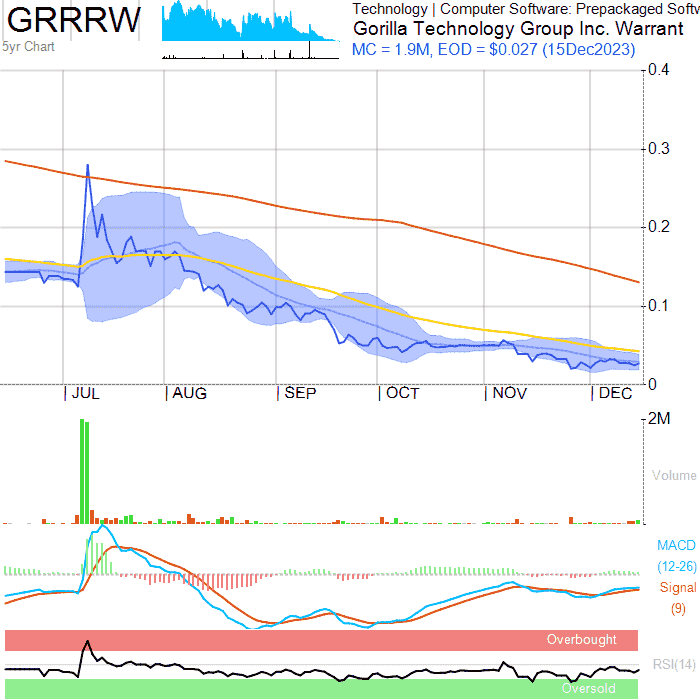 GRRRW
5yr Chart
Technology | Computer Software: Prepackaged Softw
Gorilla Technology Group Inc. Warrant
MC = 1.9M, EOD = $0.027 (15Dec2023)
0.4
0.3
0.2
0.1
0
JUL AUG SEP OCT NOV DEC
2M
Volume
MACD
(12-26)
Signal
(9)
Overbought
RSI(14)
Oversold